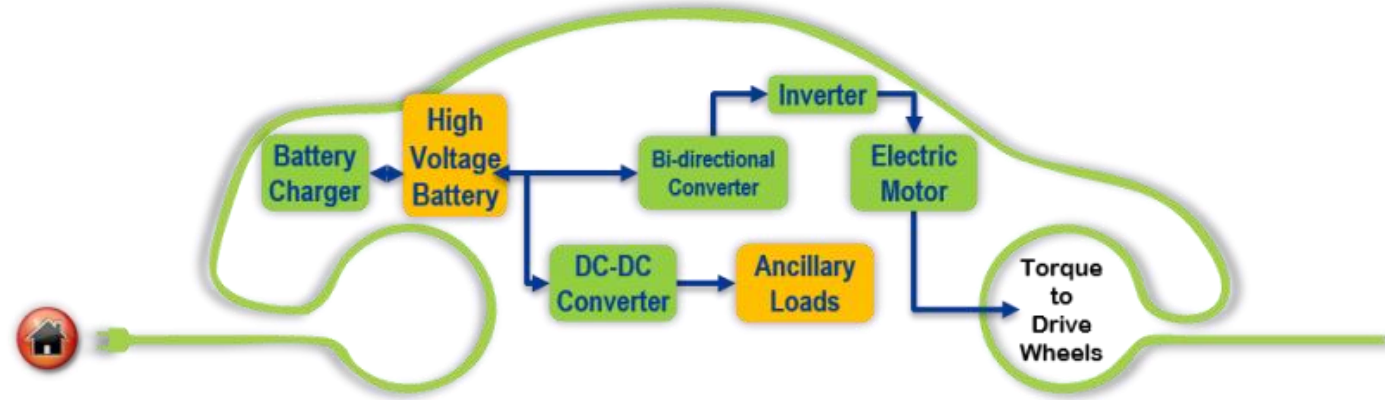 Battery
Charger
High
Voltage
Battery
Bi-directional
Converter
Inverter
Electric
Motor
DC-DC
Converter
Ancillary
Loads
Torque
to
Drive
Wheels